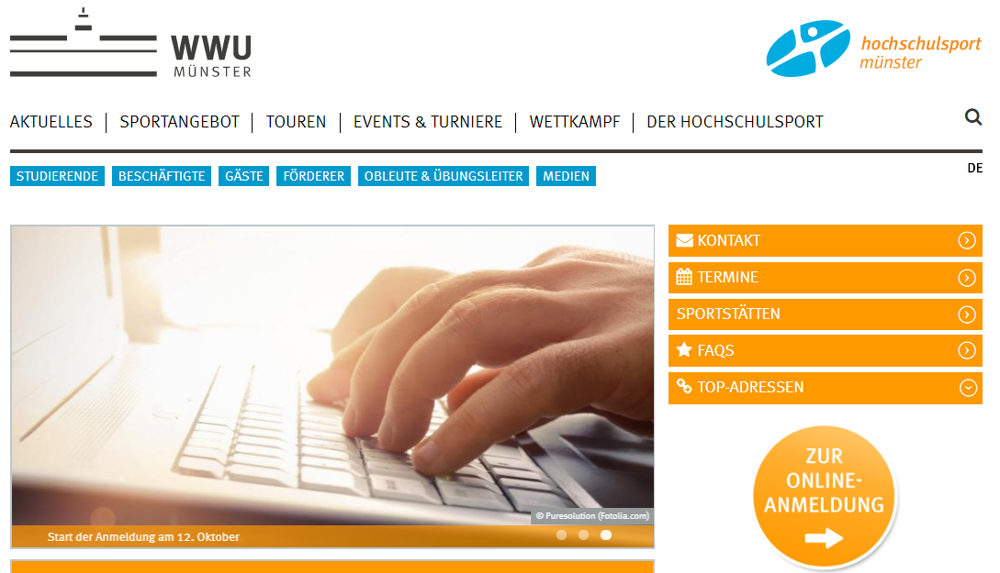 WWU
MÜNSTER
hochschulsport
münster
AKTUELLES | SPORTANGEBOT | TOUREN | EVENTS & TURNIERE | WETTKAMPF | DER HOCHSCHULSPORT
STUDIERENDE BESCHÄFTIGTE GÄSTE FÖRDERER OBLEUTE & ÜBUNGSLEITER MEDIEN
DE
© Puresolution (Fotolia.com)
Start der Anmeldung am 12. Oktober
KONTAKT
TERMINE
SPORTSTÄTTEN
FAQS
TOP-ADRESSEN
ZUR
ONLINE-
ANMELDUNG